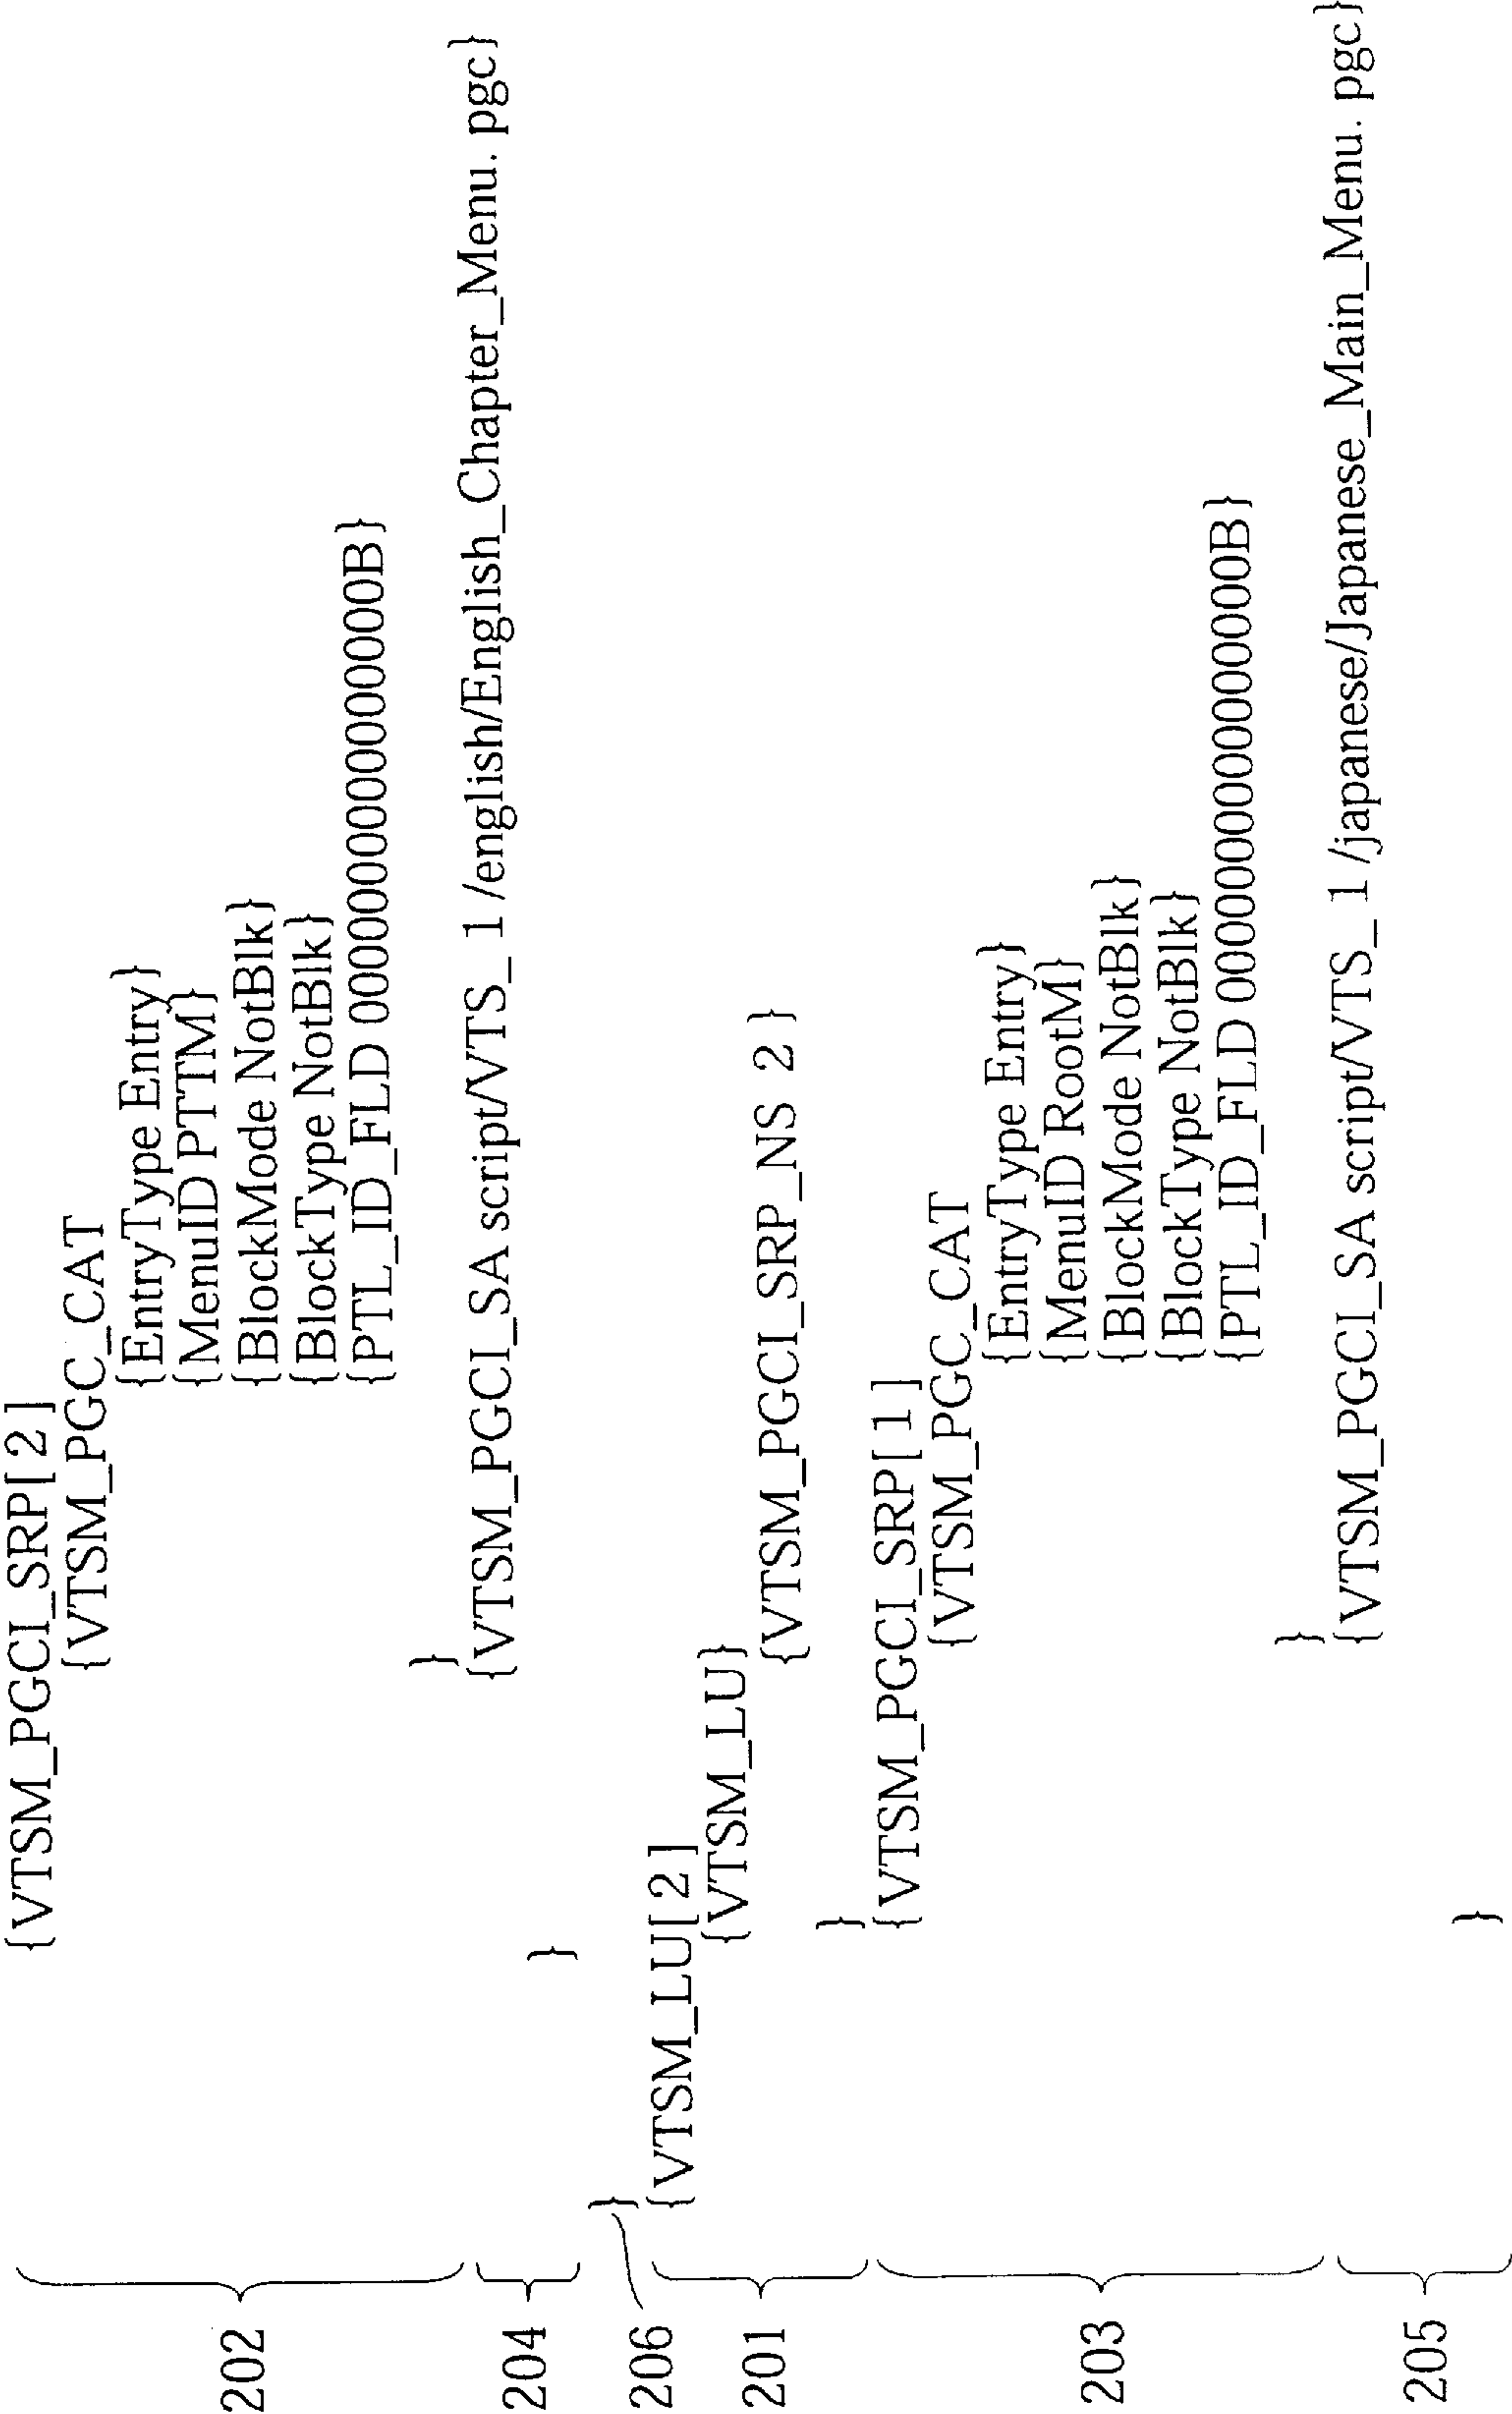 {VTSM_PGCI_SRP[2]
{VTSM_PGC_CAT
{EntryType Entry}
{MenuID PTTM}
202 {BlockMode NotBlk}
{BlockType NotBlk}
{PTL_ID_FLD 0000000000000000B}
}
{VTSM_PGCI_SA script/VTS_1/english/English_Chapter_Menu.pgc}
204 }
206 }
{VTSM_LU[2]
{VTSM_LU}
201 {VTSM_PGCI_SRP_NS 2}
}
{VTSM_PGCI_SRP[1]
{VTSM_PGC_CAT
{EntryType Entry}
{MenuID RootM}
203 {BlockMode NotBlk}
{BlockType NotBlk}
{PTL_ID_FLD 0000000000000000B}
}
{VTSM_PGCI_SA script/VTS_1/japanese/Japanese_Main_Menu.pgc}
205 }